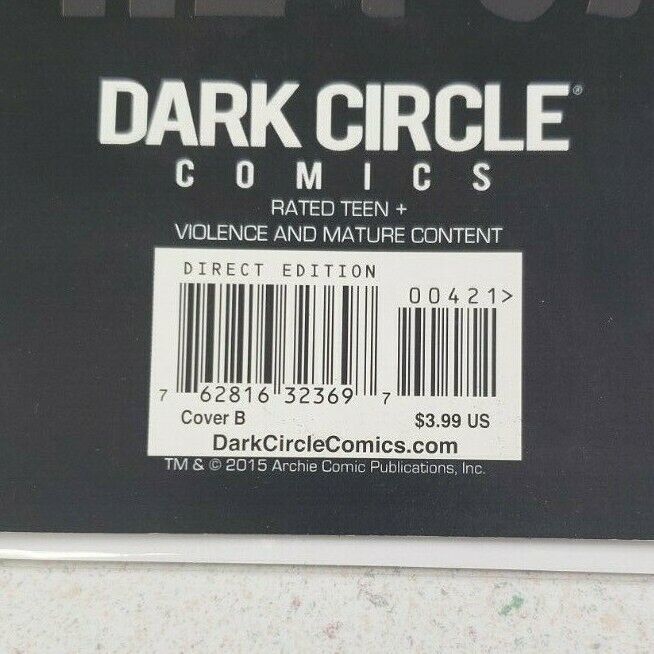 DARK CIRCLE®
COMICS
RATED TEEN +
VIOLENCE AND MATURE CONTENT
DIRECT EDITION
00421>
7 62816 32369 7
Cover B $3.99 US
DarkCircleComics.com
TM & © 2015 Archie Comic Publications, Inc.